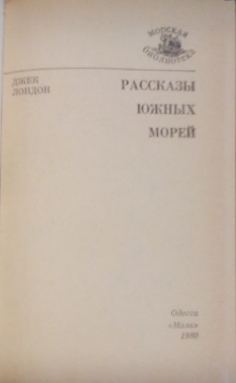 МОРСКАЯ
БИБЛИОТЕКА
ДЖЕК
ЛОНДОН
РАССКАЗЫ
ЮЖНЫХ
МОРЕЙ
Одесса
«Маяк»
1980